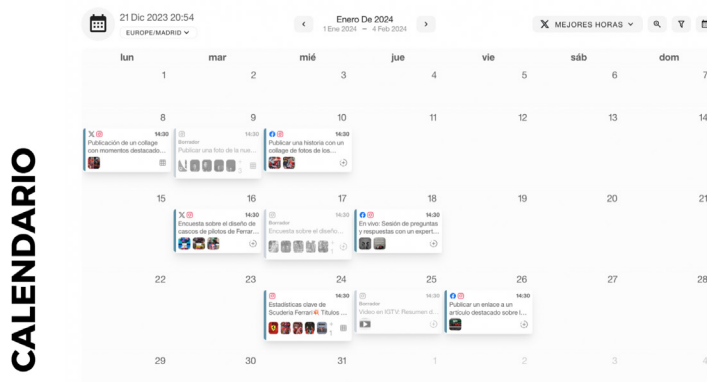 CALENDARIO
21 Dic 2023 20:54
EUROPE/MADRID
Enero De 2024
1 Ene 2024 – 4 Feb 2024
MEJORES HORAS
lun mar mié jue vie sáb dom
1 2 3 4 5 6 7
8 9 10 11 12 13 14
14:30
Publicación de un collage
con momentos destacado...
14:30
Borrador
Publicar una foto de la nue...
14:30
Publicar una historia con un
collage de fotos de los...
15 16 17 18 19 20 21
14:30
Encuesta sobre el diseño de
cascos de pilotos de Ferrar...
14:30
Borrador
Encuesta sobre el diseño...
14:30
En vivo: Sesión de preguntas
y respuestas con un expert...
22 23 24 25 26 27 28
14:30
Estadísticas clave de
Scuderia Ferrari Títulos ...
14:30
Borrador
Video en IGTV: Resumen d...
14:30
Publicar un enlace a un
artículo destacado sobre l...
29 30 31 1 2 3 4